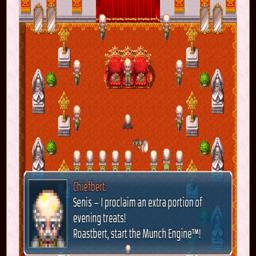 Chiefbert
Senis – I proclaim an extra portion of
evening treats!
Roastbert, start the Munch Engine™!